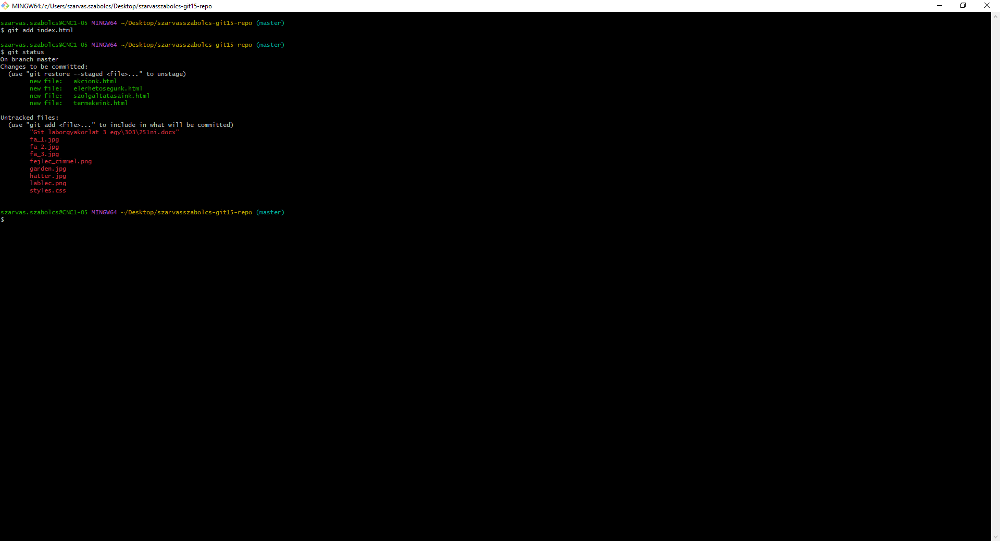 MINGW64:/c/Users/szarvas.szabolcs/Desktop/szarvasszabolcs-git15-repo
szarvas.szabolcs@CNC1-05 MINGW64 ~/Desktop/szarvasszabolcs-git15-repo (master)
$ git add index.html
szarvas.szabolcs@CNC1-05 MINGW64 ~/Desktop/szarvasszabolcs-git15-repo (master)
$ git status
On branch master
Changes to be committed:
  (use "git restore --staged <file>..." to unstage)
        new file:   akcionk.html
        new file:   elerhetosegunk.html
        new file:   szolgaltatasaink.html
        new file:   termekeink.html
Untracked files:
  (use "git add <file>..." to include in what will be committed)
        "Git laborgyakorlat 3 egy\303\251ni.docx"
        fa_1.jpg
        fa_2.jpg
        fa_3.jpg
        fejlec_cimmel.png
        garden.jpg
        hatter.jpg
        lablec.png
        styles.css
szarvas.szabolcs@CNC1-05 MINGW64 ~/Desktop/szarvasszabolcs-git15-repo (master)
$